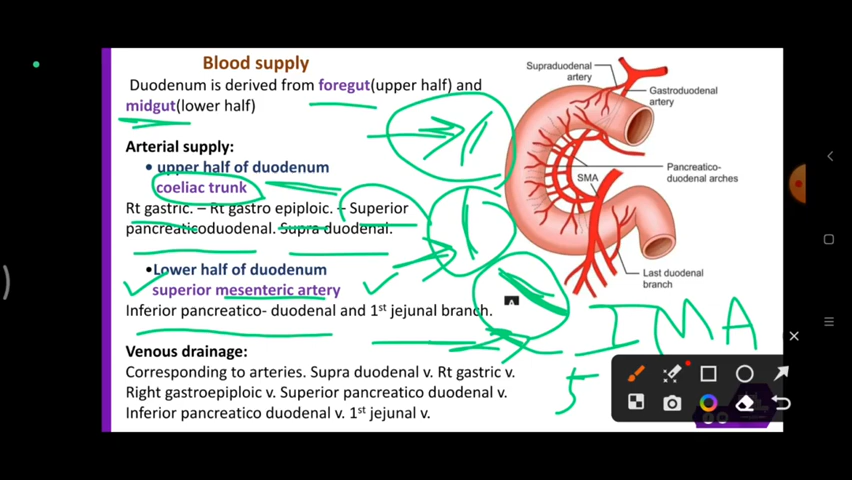 Blood supply
Duodenum is derived from foregut(upper half) and
midgut(lower half)
Arterial supply:
• upper half of duodenum
coeliac trunk
Rt gastric. – Rt gastro epiploic. – Superior
pancreaticoduodenal. Supra duodenal.
•Lower half of duodenum
superior mesenteric artery
Inferior pancreatico- duodenal and 1st jejunal branch.
Venous drainage:
Corresponding to arteries. Supra duodenal v. Rt gastric v.
Right gastroepiploic v. Superior pancreatico duodenal v.
Inferior pancreatico duodenal v. 1st jejunal v.
Supraduodenal
artery
Gastroduodenal
artery
Pancreatico-
duodenal arches
SMA
Last duodenal
branch
A
IMA
5